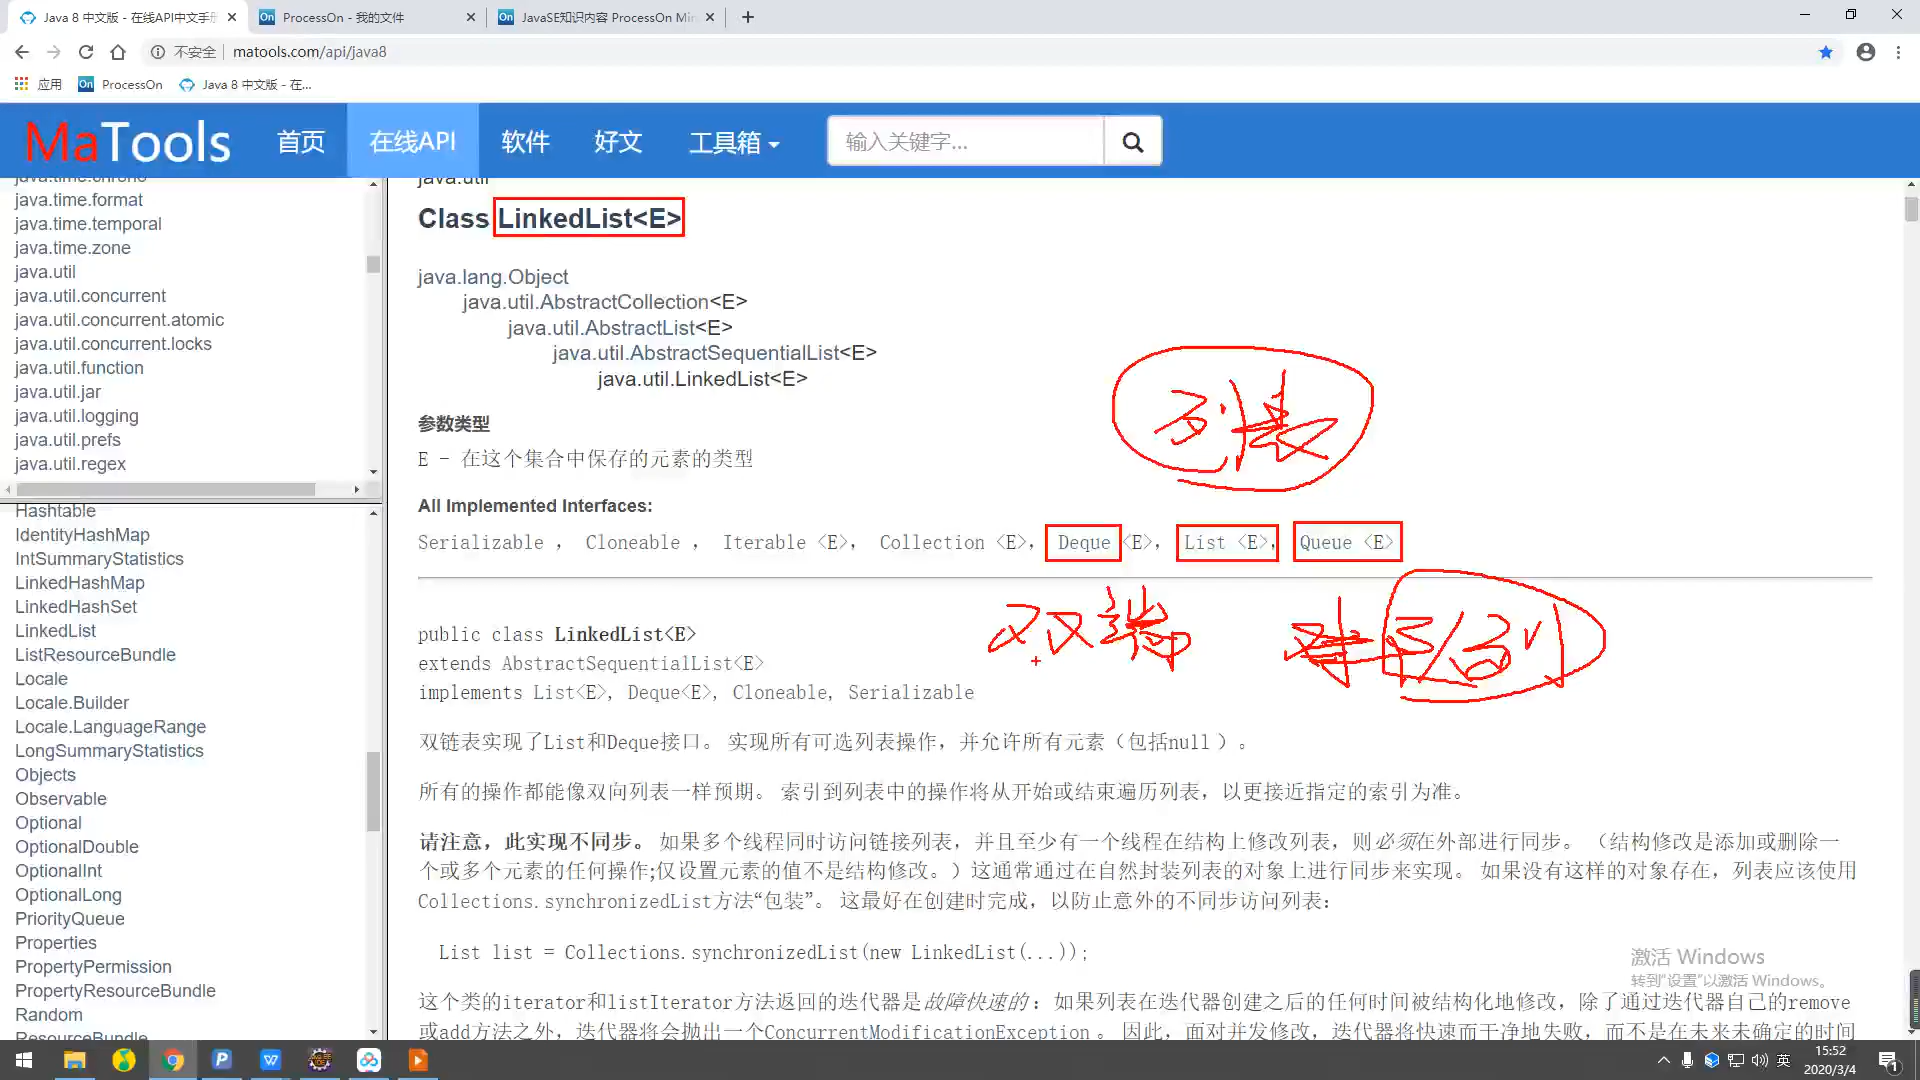 Java 8 中文版 - 在线API中文手册
ProcessOn - 我的文件
JavaSE知识内容 ProcessOn Min
不安全
matools.com/api/java8
应用
ProcessOn
Java 8 中文版 - 在...
MaTools
首页
在线API
软件
好文
工具箱
输入关键字...
java.time.chrono
java.time.format
java.time.temporal
java.time.zone
java.util
java.util.concurrent
java.util.concurrent.atomic
java.util.concurrent.locks
java.util.function
java.util.jar
java.util.logging
java.util.prefs
java.util.regex
Hashtable
IdentityHashMap
IntSummaryStatistics
LinkedHashMap
LinkedHashSet
LinkedList
ListResourceBundle
Locale
Locale.Builder
Locale.LanguageRange
LongSummaryStatistics
Objects
Observable
Optional
OptionalDouble
OptionalInt
OptionalLong
PriorityQueue
Properties
PropertyPermission
PropertyResourceBundle
Random
ResourceBundle
java.util
Class LinkedList<E>
java.lang.Object
java.util.AbstractCollection<E>
java.util.AbstractList<E>
java.util.AbstractSequentialList<E>
java.util.LinkedList<E>
列表
参数类型
E - 在这个集合中保存的元素的类型
All Implemented Interfaces:
Serializable ， Cloneable ， Iterable <E>， Collection <E>， Deque <E>， List <E>， Queue <E>
双端
public class LinkedList<E>
extends AbstractSequentialList<E>
implements List<E>, Deque<E>, Cloneable, Serializable
双链表实现了List和Deque接口。 实现所有可选列表操作，并允许所有元素（包括null ）。
所有的操作都能像双向列表一样预期。 索引到列表中的操作将从开始或结束遍历列表，以更接近指定的索引为准。
请注意，此实现不同步。 如果多个线程同时访问链接列表，并且至少有一个线程在结构上修改列表，则必须在外部进行同步。 （结构修改是添加或删除一
个或多个元素的任何操作;仅设置元素的值不是结构修改。）这通常通过在自然封装列表的对象上进行同步来实现。 如果没有这样的对象存在，列表应该使用
Collections.synchronizedList方法“包装”。 这最好在创建时完成，以防止意外的不同步访问列表：
List list = Collections.synchronizedList(new LinkedList(...));
这个类的iterator和listIterator方法返回的迭代器是故障快速的 ：如果列表在迭代器创建之后的任何时间被结构化地修改，除了通过迭代器自己的remove
或add方法之外，迭代器将会抛出一个ConcurrentModificationException 。 因此，面对并发修改，迭代器将快速而干净地失败，而不是在未来未确定的时间
激活 Windows
转到“设置”以激活 Windows。
英
15:52
2020/3/4